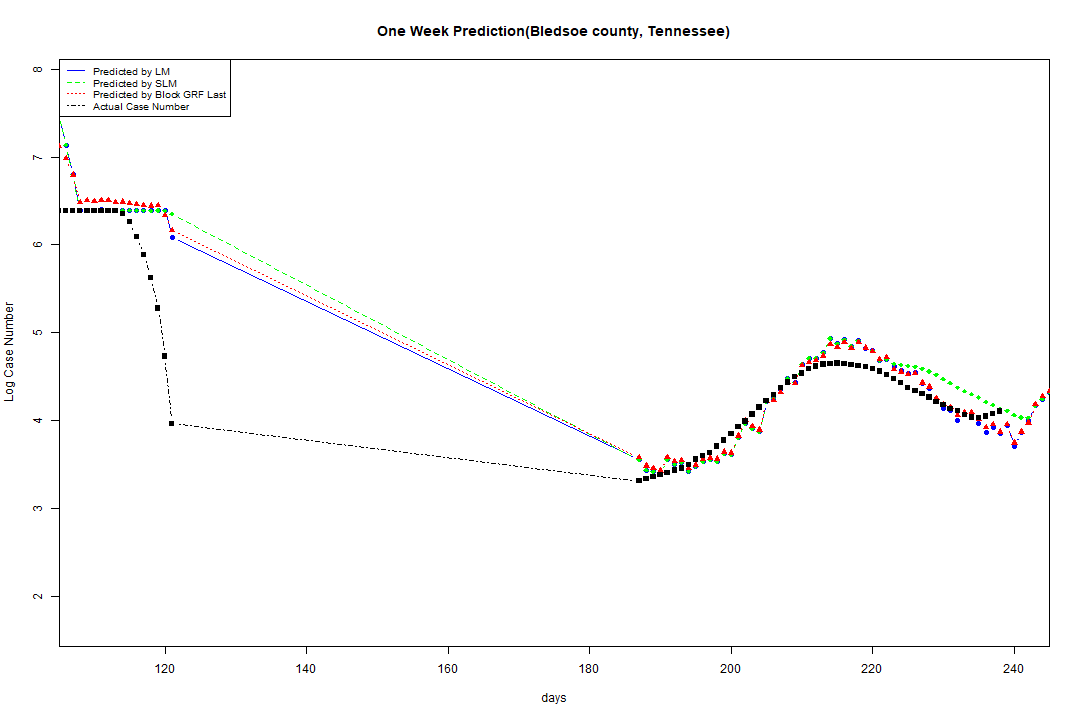 One Week Prediction(Bledsoe county, Tennessee)
Predicted by LM
Predicted by SLM
Predicted by Block GRF Last
Actual Case Number
8
7
6
5
4
3
2
Log Case Number
120 140 160 180 200 220 240
days